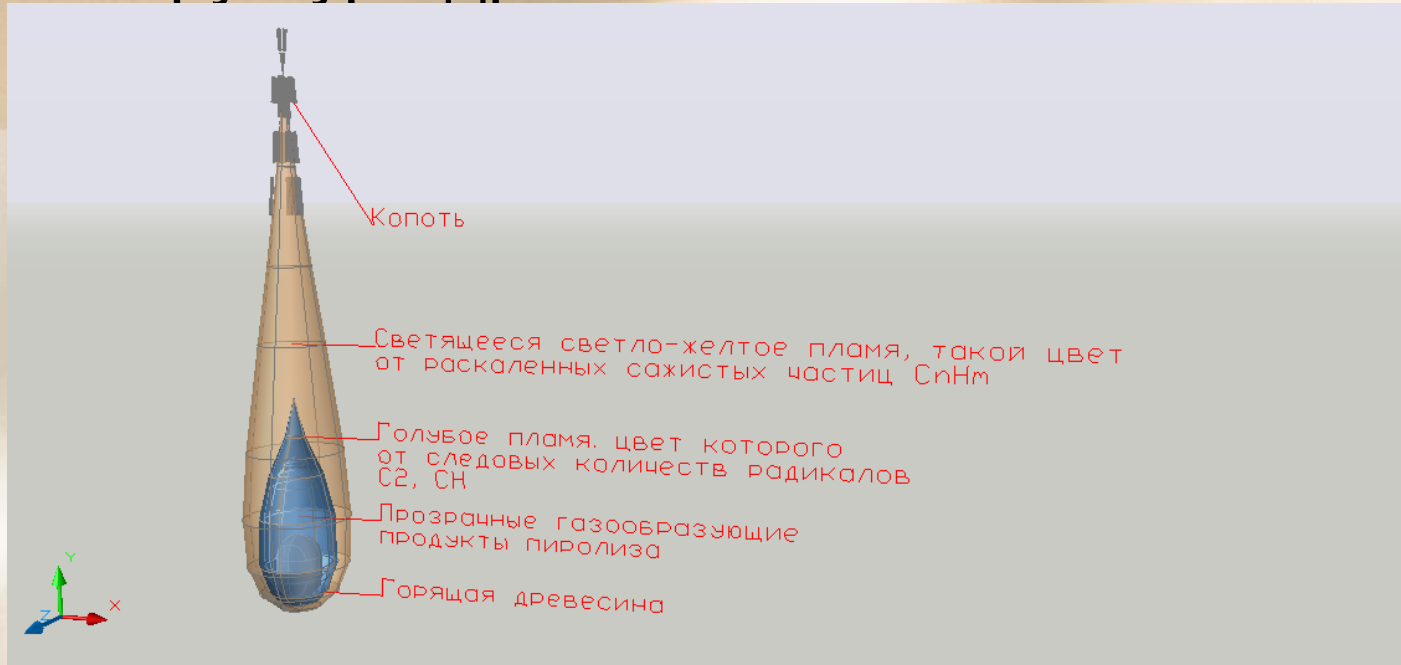 Копоть
Светящееся светло-желтое пламя, такой цвет
от раскаленных сажистых частиц CnHm
Голубое пламя. цвет которого
от следовых количеств радикалов
C2, CH
Прозрачные газообразующие
продукты пиролиза
Горящая древесина
Y
Z
X